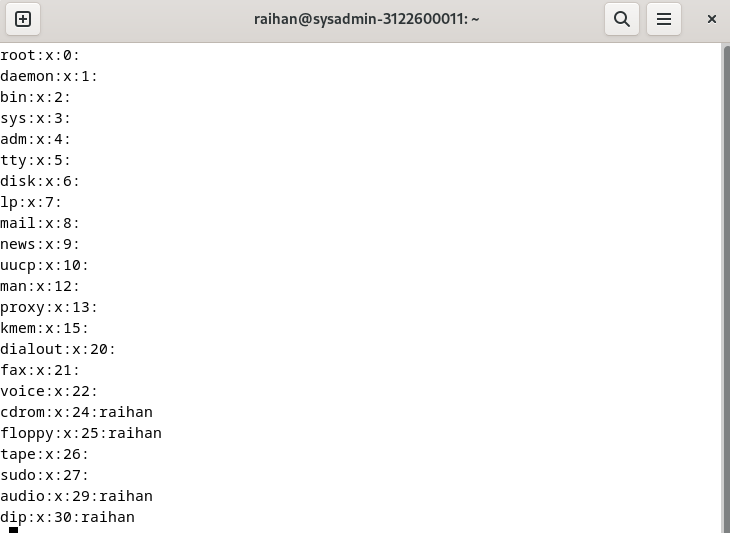 raihan@sysadmin-3122600011: ~
root:x:0:
daemon:x:1:
bin:x:2:
sys:x:3:
adm:x:4:
tty:x:5:
disk:x:6:
lp:x:7:
mail:x:8:
news:x:9:
uucp:x:10:
man:x:12:
proxy:x:13:
kmem:x:15:
dialout:x:20:
fax:x:21:
voice:x:22:
cdrom:x:24:raihan
floppy:x:25:raihan
tape:x:26:
sudo:x:27:
audio:x:29:raihan
dip:x:30:raihan